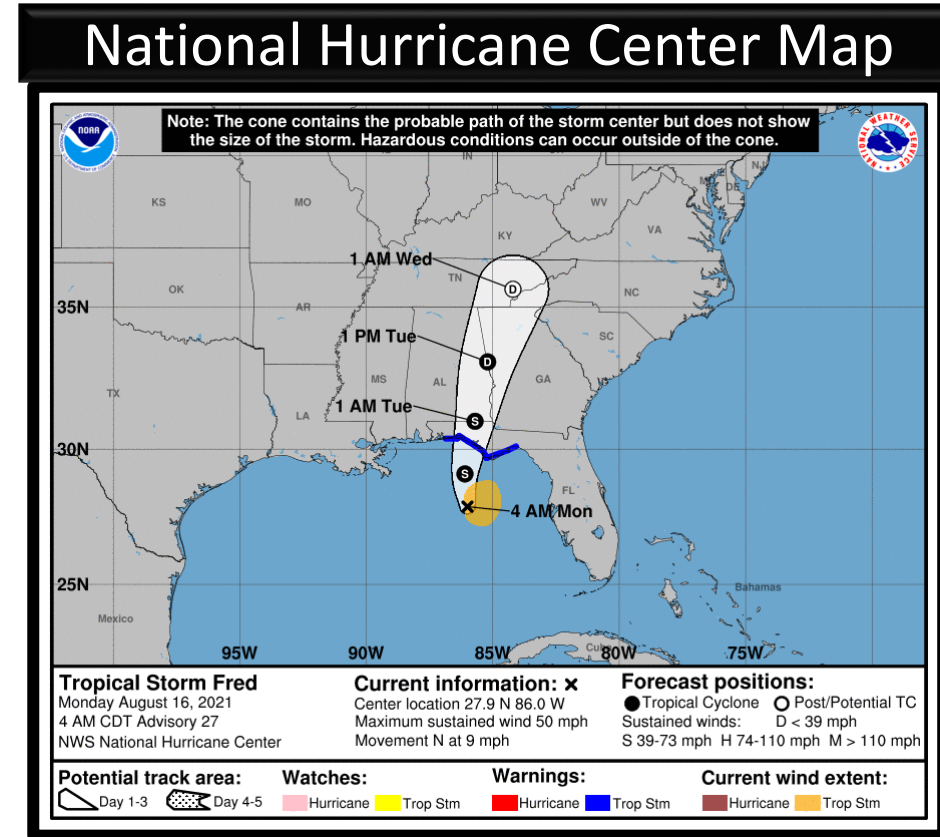 National Hurricane Center Map
Note: The cone contains the probable path of the storm center but does not show
the size of the storm. Hazardous conditions can occur outside of the cone.
NOAA
NATIONAL WEATHER SERVICE
IN
NJ
DE
KS
MO
WV
VA
KY
1 AM Wed
TN
D
OK
NC
AR
35N
1 PM Tue
D
SC
MS
AL
GA
TX
1 AM Tue
S
LA
30N
S
FL
4 AM Mon
25N
Bahamas
Mexico
95W
90W
85W
80W
75W
Tropical Storm Fred
Monday August 16, 2021
4 AM CDT Advisory 27
NWS National Hurricane Center
Current information: ×
Center location 27.9 N 86.0 W
Maximum sustained wind 50 mph
Movement N at 9 mph
Forecast positions:
Tropical Cyclone Post/Potential TC
Sustained winds: D < 39 mph
S 39-73 mph H 74-110 mph M > 110 mph
Potential track area:
Day 1-3 Day 4-5
Watches:
Hurricane Trop Stm
Warnings:
Hurricane Trop Stm
Current wind extent:
Hurricane Trop Stm